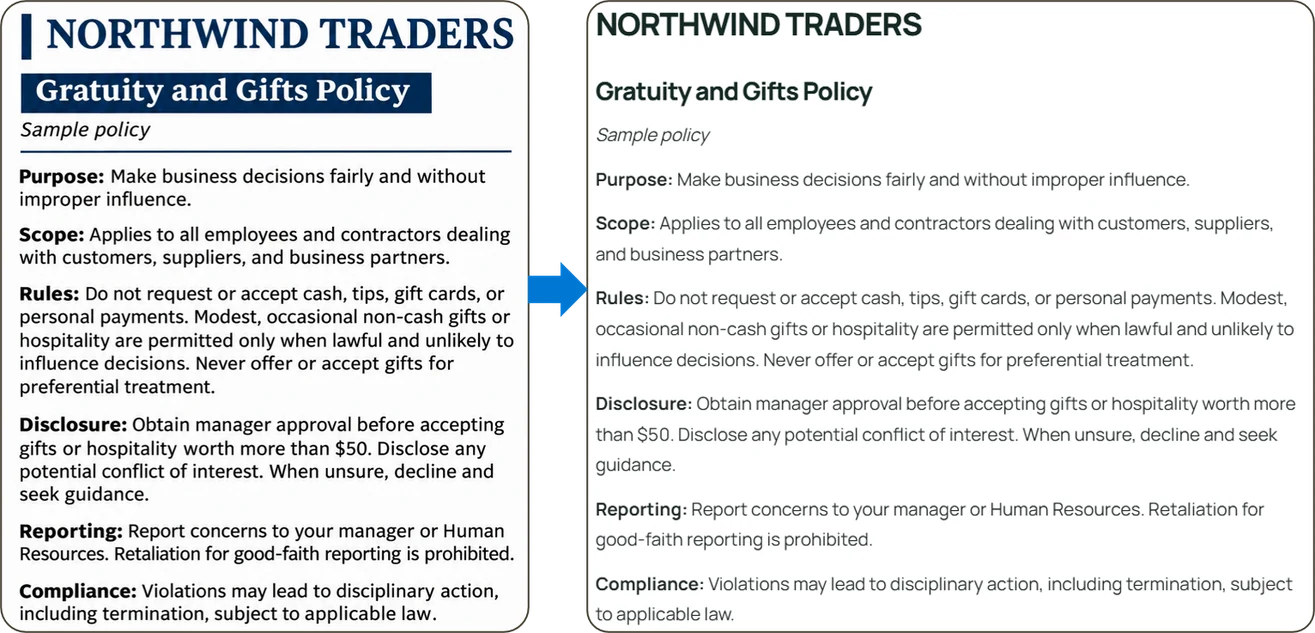 NORTHWIND TRADERS
Gratuity and Gifts Policy
Sample policy
Purpose: Make business decisions fairly and without
improper influence.
Scope: Applies to all employees and contractors dealing
with customers, suppliers, and business partners.
Rules: Do not request or accept cash, tips, gift cards, or
personal payments. Modest, occasional non-cash gifts or
hospitality are permitted only when lawful and unlikely to
influence decisions. Never offer or accept gifts for
preferential treatment.
Disclosure: Obtain manager approval before accepting
gifts or hospitality worth more than $50. Disclose any
potential conflict of interest. When unsure, decline and
seek guidance.
Reporting: Report concerns to your manager or Human
Resources. Retaliation for good-faith reporting is prohibited.
Compliance: Violations may lead to disciplinary action,
including termination, subject to applicable law.
NORTHWIND TRADERS
Gratuity and Gifts Policy
Sample policy
Purpose: Make business decisions fairly and without improper influence.
Scope: Applies to all employees and contractors dealing with customers, suppliers,
and business partners.
Rules: Do not request or accept cash, tips, gift cards, or personal payments. Modest,
occasional non-cash gifts or hospitality are permitted only when lawful and unlikely to
influence decisions. Never offer or accept gifts for preferential treatment.
Disclosure: Obtain manager approval before accepting gifts or hospitality worth more
than $50. Disclose any potential conflict of interest. When unsure, decline and seek
guidance.
Reporting: Report concerns to your manager or Human Resources. Retaliation for
good-faith reporting is prohibited.
Compliance: Violations may lead to disciplinary action, including termination, subject
to applicable law.